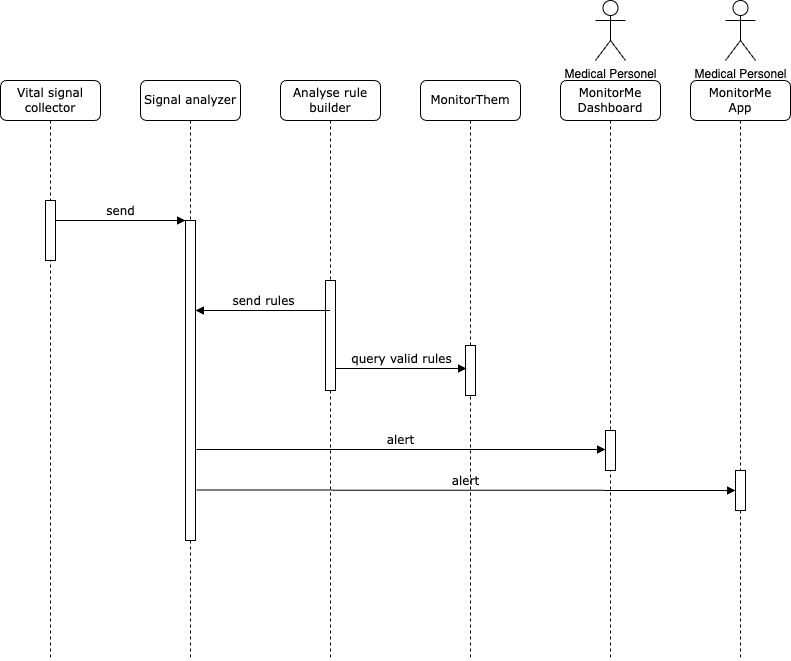 Medical Personel
Medical Personel
Vital signal
collector
Signal analyzer
Analyse rule
builder
MonitorThem
MonitorMe
Dashboard
MonitorMe
App
send
send rules
query valid rules
alert
alert